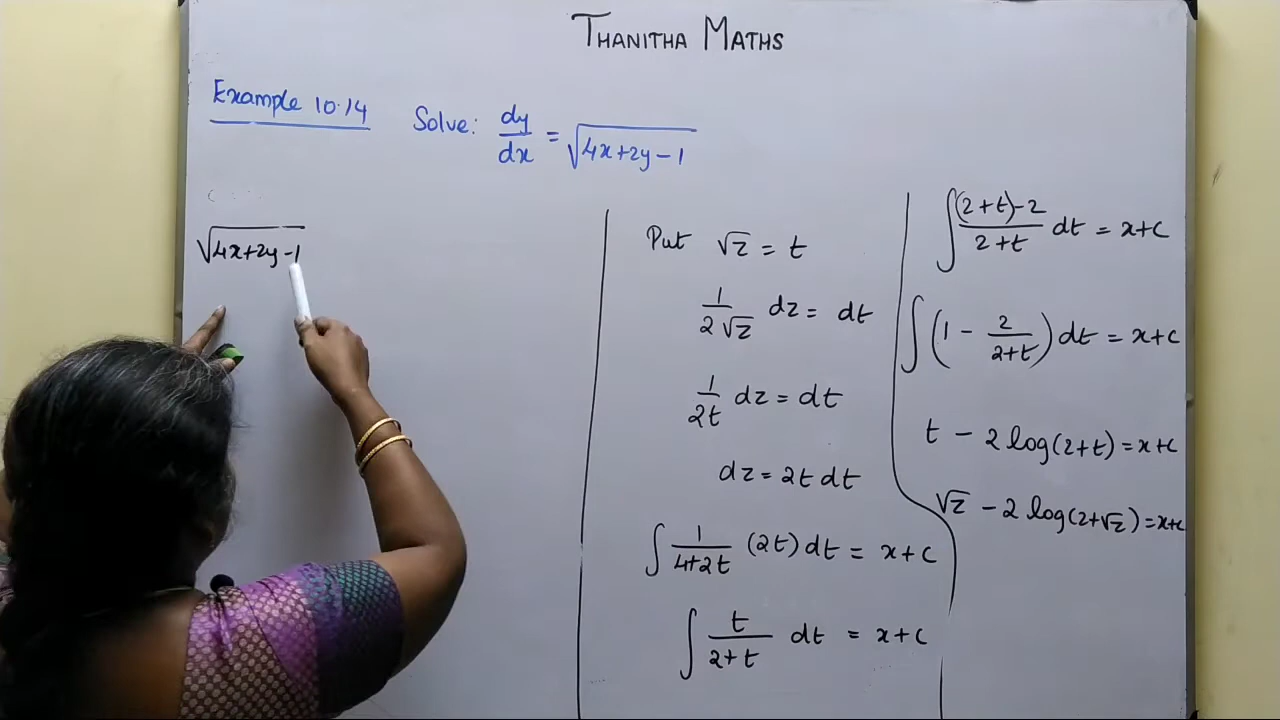 THANITHA MATHS
Example 10.14 Solve: dy/dx = √(4x+2y-1)
√(4x+2y-1)
Put √z = t
1/(2√z) dz = dt
1/(2t) dz = dt
dz = 2t dt
∫ 1/(4+2t) (2t) dt = x+c
∫ t/(2+t) dt = x+c
∫ ((2+t)-2)/(2+t) dt = x+c
∫ (1 - 2/(2+t)) dt = x+c
t - 2 log(2+t) = x+c
√z - 2 log(2+√z) = x+c